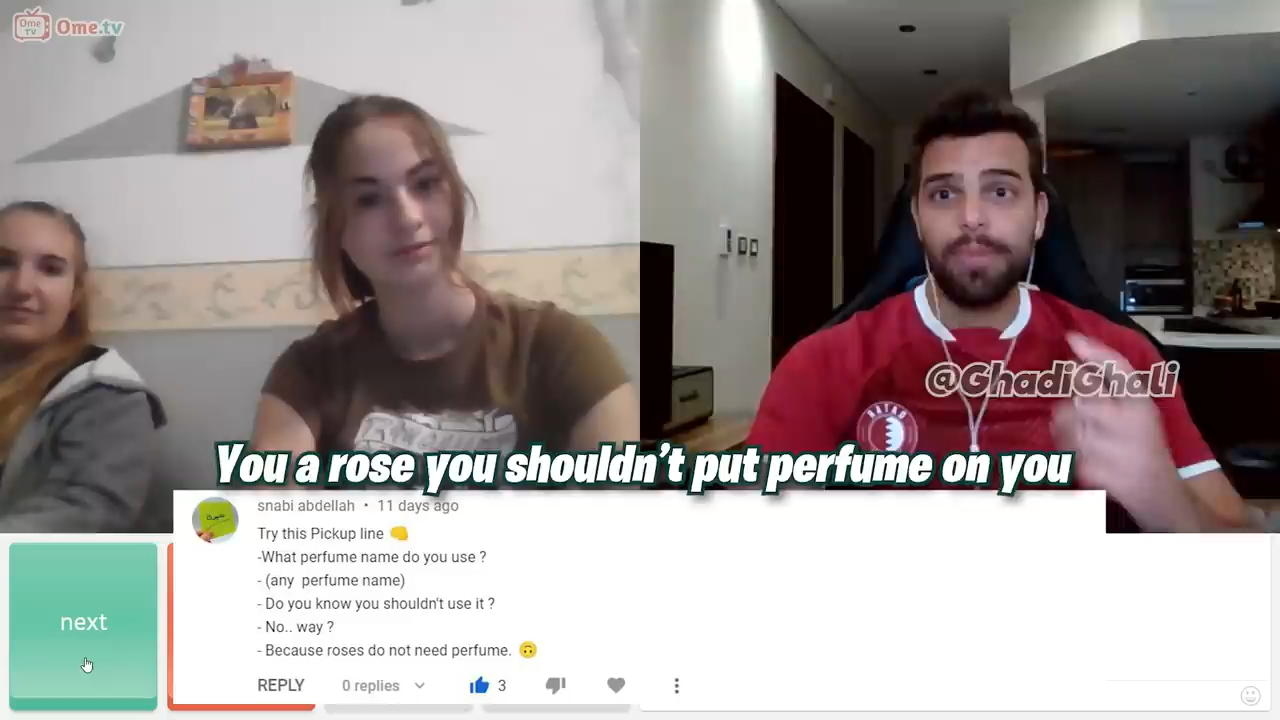 Ome TV Ome.tv
@GhadiGhali
You a rose you shouldn't put perfume on you
snabi abdellah • 11 days ago
Try this Pickup line 👊
-What perfume name do you use ?
- (any perfume name)
- Do you know you shouldn't use it ?
- No.. way ?
- Because roses do not need perfume. 🙃
REPLY 0 replies 3
next